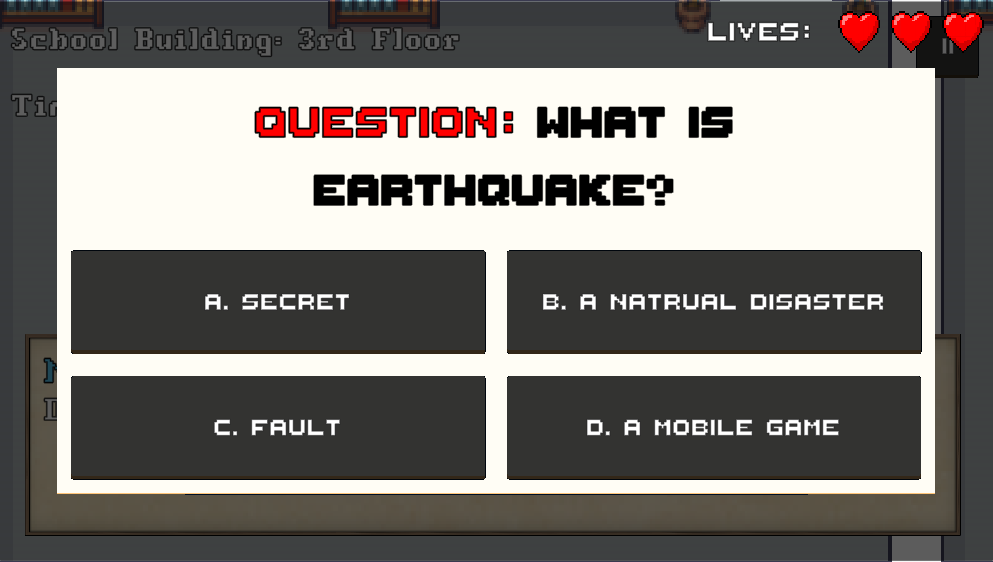 School Building: 3rd Floor
LIVES:
QUESTION: WHAT IS
EARTHQUAKE?
A. SECRET
B. A NATRUAL DISASTER
C. FAULT
D. A MOBILE GAME